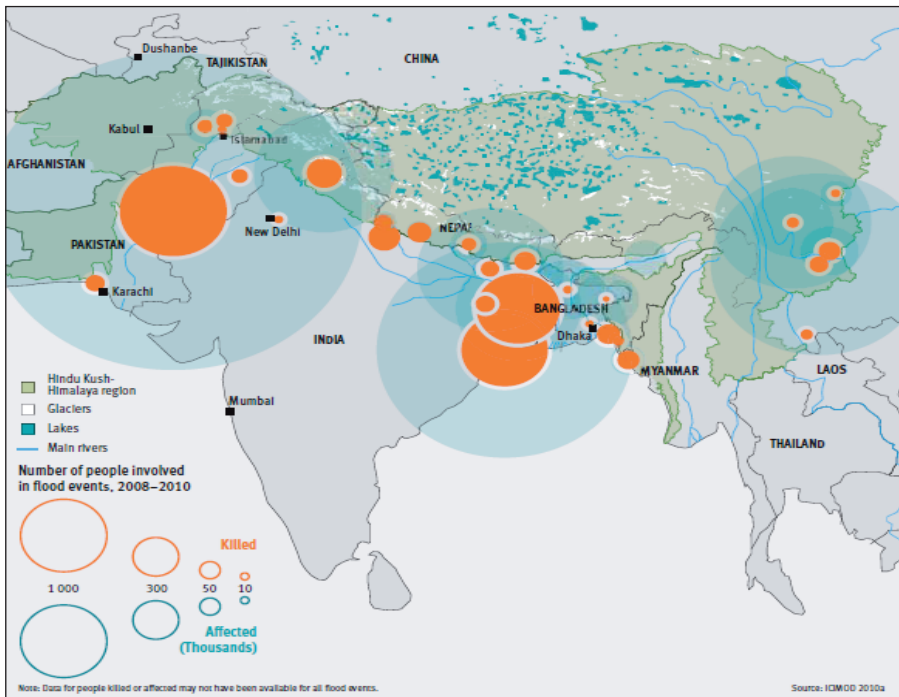 Dushanbe
TAJIKISTAN
CHINA
Kabul
Islamabad
AFGHANISTAN
PAKISTAN
New Delhi
NEPAL
Karachi
BANGLADESH
Dhaka
INDIA
MYANMAR
LAOS
Mumbai
THAILAND
Hindu Kush-
Himalaya region
Glaciers
Lakes
Main rivers
Number of people involved
in flood events, 2008–2010
Killed
1 000 300 50 10
Affected
(Thousands)
Note: Data for people killed or affected may not have been available for all flood events.
Source: ICIMOD 2010a